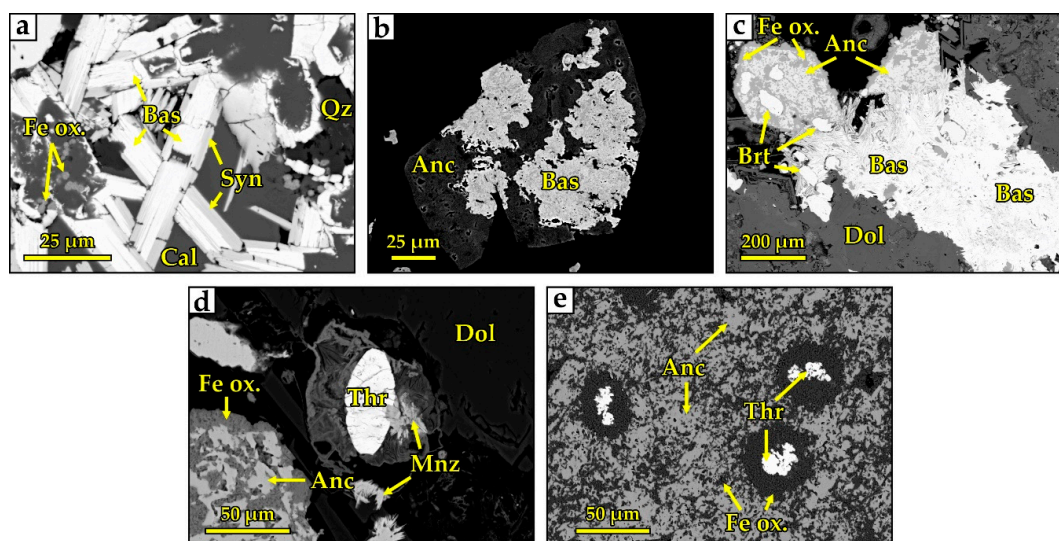 a
Bas
Qz
Fe ox.
Syn
25 μm
Cal
b
Anc
Bas
25 μm
c
Fe ox.
Anc
Brt
Bas
Bas
Dol
200 μm
d
Dol
Thr
Fe ox.
Mnz
Anc
50 μm
e
Anc
Thr
Fe ox.
50 μm